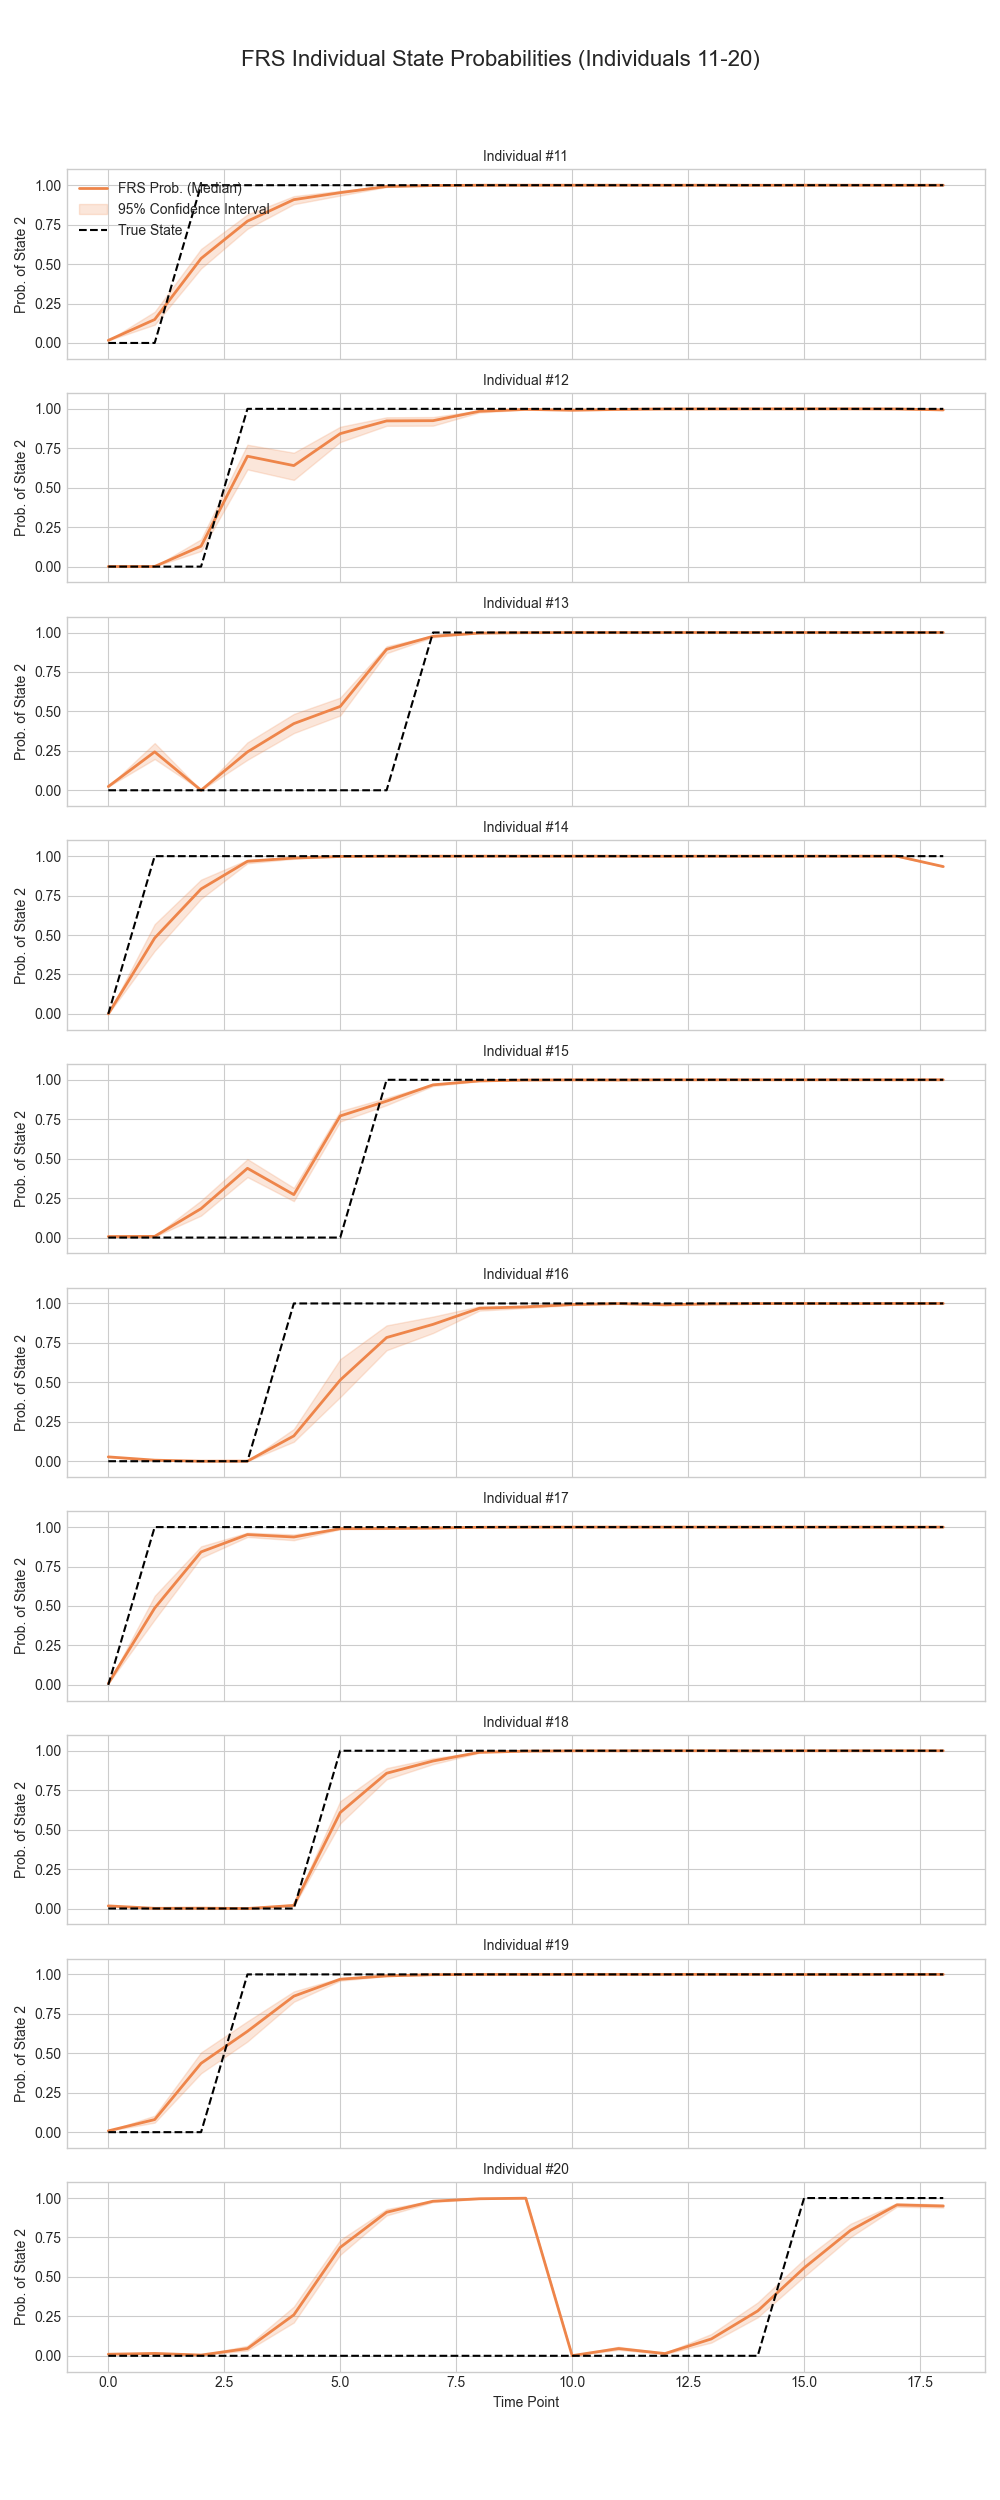 FRS Individual State Probabilities (Individuals 11-20)
Individual #11
1.00
0.75
0.50
0.25
0.00
Prob. of State 2
FRS Prob. (Median)
95% Confidence Interval
True State
Individual #12
1.00
0.75
0.50
0.25
0.00
Prob. of State 2
Individual #13
1.00
0.75
0.50
0.25
0.00
Prob. of State 2
Individual #14
1.00
0.75
0.50
0.25
0.00
Prob. of State 2
Individual #15
1.00
0.75
0.50
0.25
0.00
Prob. of State 2
Individual #16
1.00
0.75
0.50
0.25
0.00
Prob. of State 2
Individual #17
1.00
0.75
0.50
0.25
0.00
Prob. of State 2
Individual #18
1.00
0.75
0.50
0.25
0.00
Prob. of State 2
Individual #19
1.00
0.75
0.50
0.25
0.00
Prob. of State 2
Individual #20
1.00
0.75
0.50
0.25
0.00
Prob. of State 2
0.0 2.5 5.0 7.5 10.0 12.5 15.0 17.5
Time Point